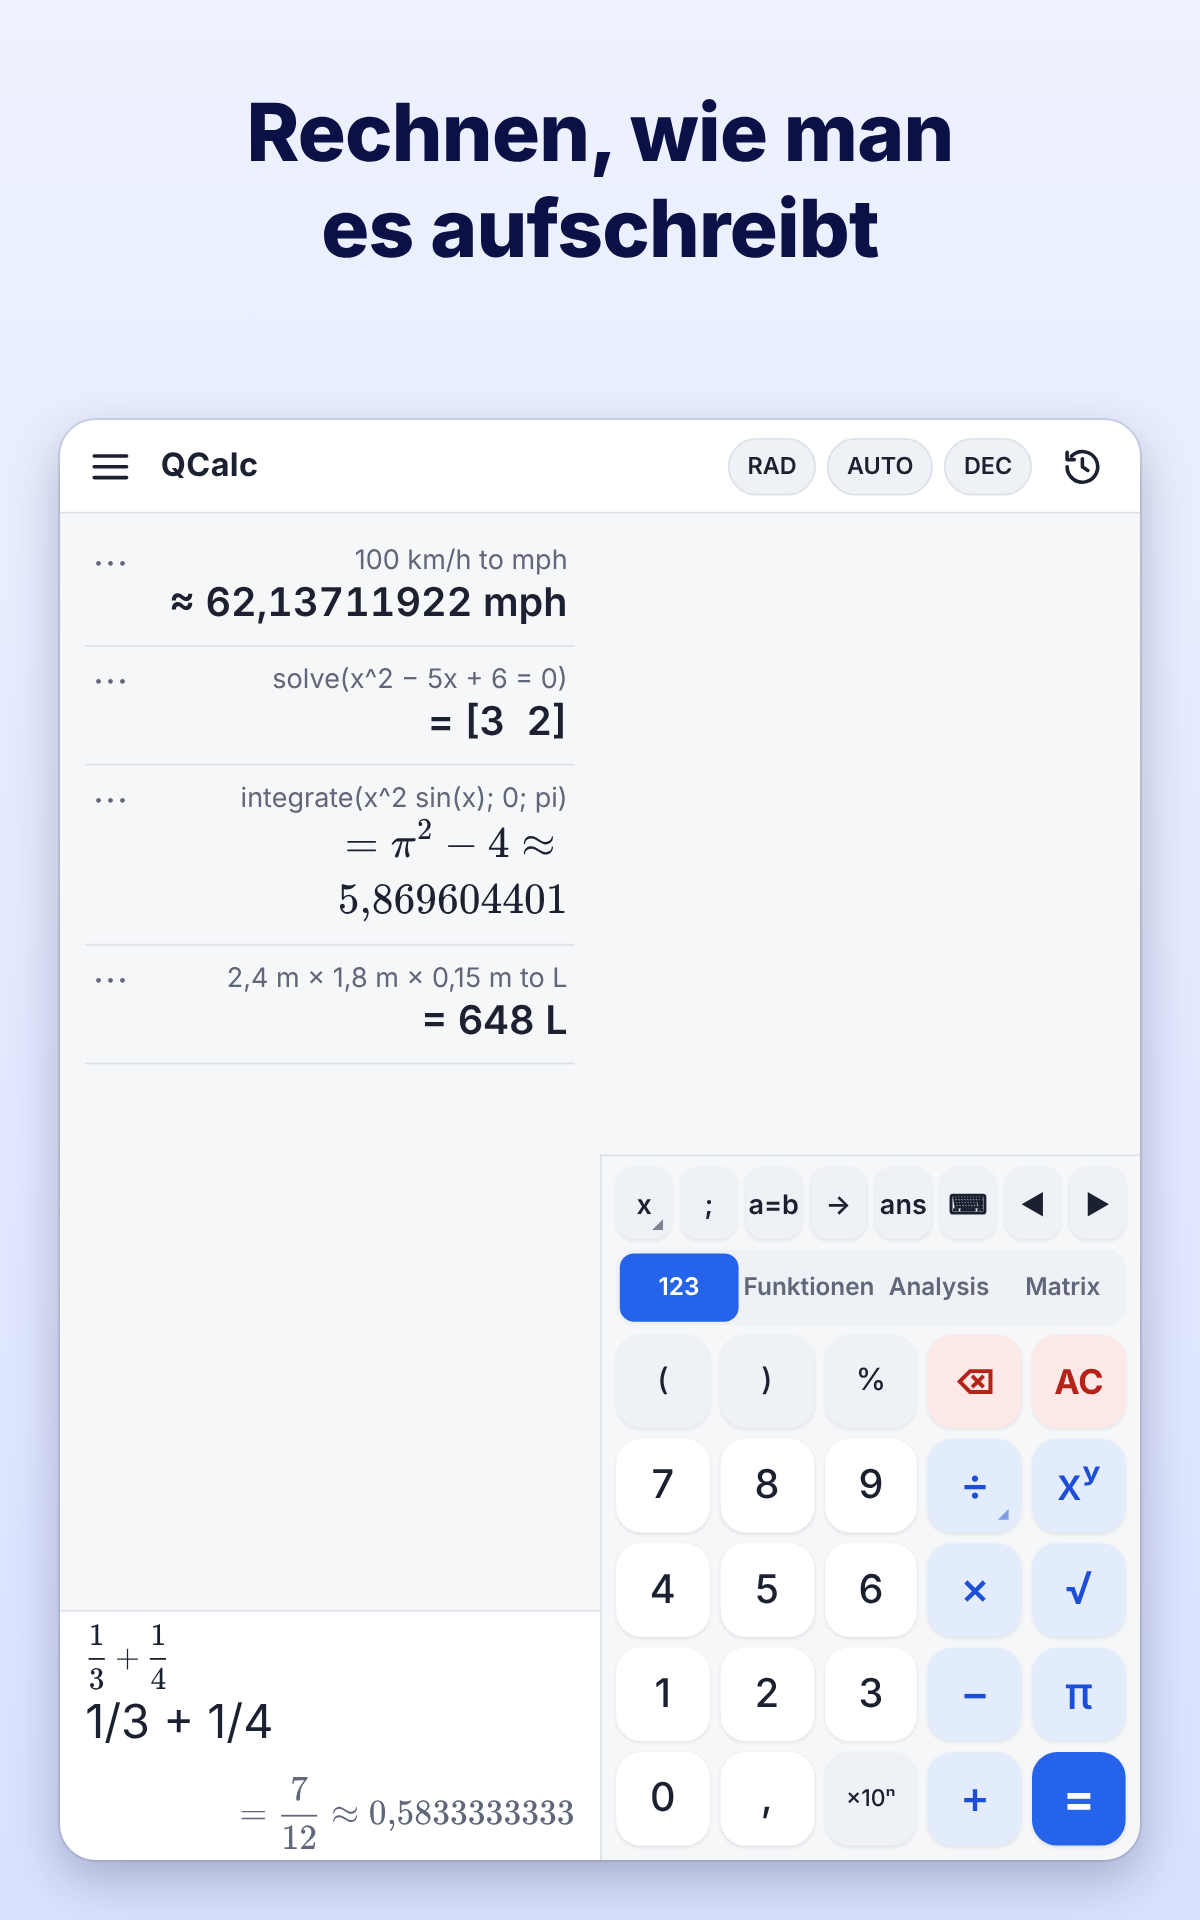 Rechnen, wie man
es aufschreibt
QCalc
RAD
AUTO
DEC
100 km/h to mph
≈ 62,13711922 mph
solve(x^2 − 5x + 6 = 0)
= [3 2]
integrate(x^2 sin(x); 0; pi)
= π² − 4 ≈
5,869604401
2,4 m × 1,8 m × 0,15 m to L
= 648 L
1/3 + 1/4
1/3 + 1/4
= 7/12 ≈ 0,5833333333
x ; a=b → ans ⌨ ◀ ▶
123 Funktionen Analysis Matrix
( ) % ⌫ AC
7 8 9 ÷ xʸ
4 5 6 × √
1 2 3 − π
0 , ×10ⁿ + =